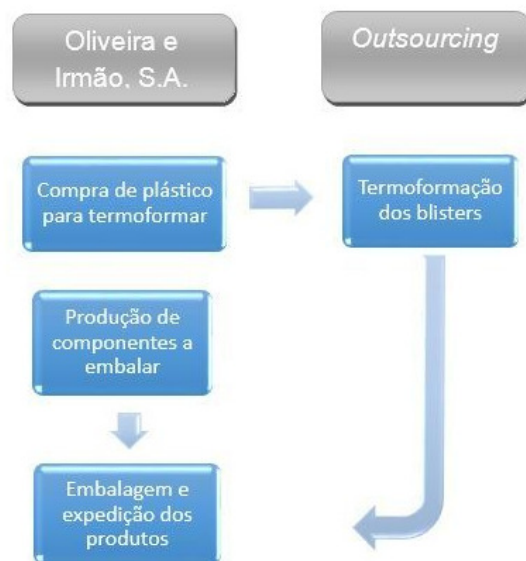 Oliveira e
Irmão, S.A.
Outsourcing
Compra de plástico
para termoformar
Termoformação
dos blisters
Produção de
componentes a
embalar
Embalagem e
expedição dos
produtos